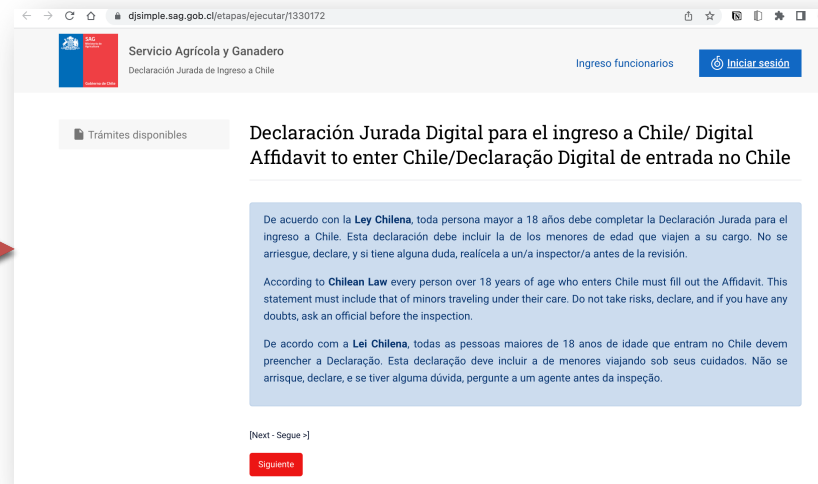 djsimple.sag.gob.cl/etapas/ejecutar/1330172
SAG
Servicio Agrícola y Ganadero
Declaración Jurada de Ingreso a Chile
Gobierno de Chile
Ingreso funcionarios
Iniciar sesión
Trámites disponibles
Declaración Jurada Digital para el ingreso a Chile/ Digital
Affidavit to enter Chile/Declaração Digital de entrada no Chile
De acuerdo con la Ley Chilena, toda persona mayor a 18 años debe completar la Declaración Jurada para el
ingreso a Chile. Esta declaración debe incluir la de los menores de edad que viajen a su cargo. No se
arriesgue, declare, y si tiene alguna duda, realícela a un/a inspector/a antes de la revisión.
According to Chilean Law every person over 18 years of age who enters Chile must fill out the Affidavit. This
statement must include that of minors traveling under their care. Do not take risks, declare, and if you have any
doubts, ask an official before the inspection.
De acordo com a Lei Chilena, todas as pessoas maiores de 18 anos de idade que entram no Chile devem
preencher a Declaração. Esta declaração deve incluir a de menores viajando sob seus cuidados. Não se
arrisque, declare, e se tiver alguma dúvida, pergunte a um agente antes da inspeção.
[Next - Segue >]
Siguiente